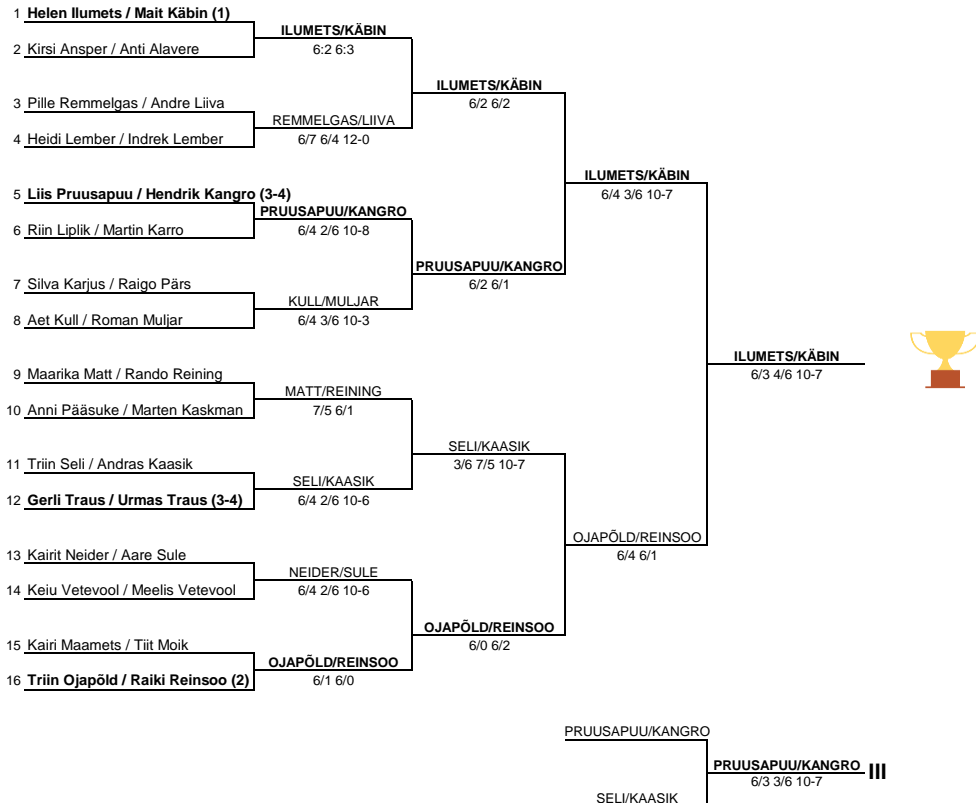 1 Helen Ilumets / Mait Käbin (1)
ILUMETS/KÄBIN
2 Kirsi Ansper / Anti Alavere
6:2 6:3
ILUMETS/KÄBIN
6/2 6/2
3 Pille Remmelgas / Andre Liiva
REMMELGAS/LIIVA
4 Heidi Lember / Indrek Lember
6/7 6/4 12-0
ILUMETS/KÄBIN
6/4 3/6 10-7
5 Liis Pruusapuu / Hendrik Kangro (3-4)
PRUUSAPUU/KANGRO
6 Riin Liplik / Martin Karro
6/4 2/6 10-8
PRUUSAPUU/KANGRO
6/2 6/1
7 Silva Karjus / Raigo Pärs
KULL/MULJAR
8 Aet Kull / Roman Muljar
6/4 3/6 10-3
ILUMETS/KÄBIN
6/3 4/6 10-7
9 Maarika Matt / Rando Reining
MATT/REINING
10 Anni Pääsuke / Marten Kaskman
7/5 6/1
SELI/KAASIK
3/6 7/5 10-7
11 Triin Seli / Andras Kaasik
SELI/KAASIK
12 Gerli Traus / Urmas Traus (3-4)
6/4 2/6 10-6
OJAPÕLD/REINSOO
6/4 6/1
13 Kairit Neider / Aare Sule
NEIDER/SULE
14 Keiu Vetevool / Meelis Vetevool
6/4 2/6 10-6
OJAPÕLD/REINSOO
6/0 6/2
15 Kairi Maamets / Tiit Moik
OJAPÕLD/REINSOO
16 Triin Ojapõld / Raiki Reinsoo (2)
6/1 6/0
PRUUSAPUU/KANGRO
PRUUSAPUU/KANGRO III
6/3 3/6 10-7
SELI/KAASIK